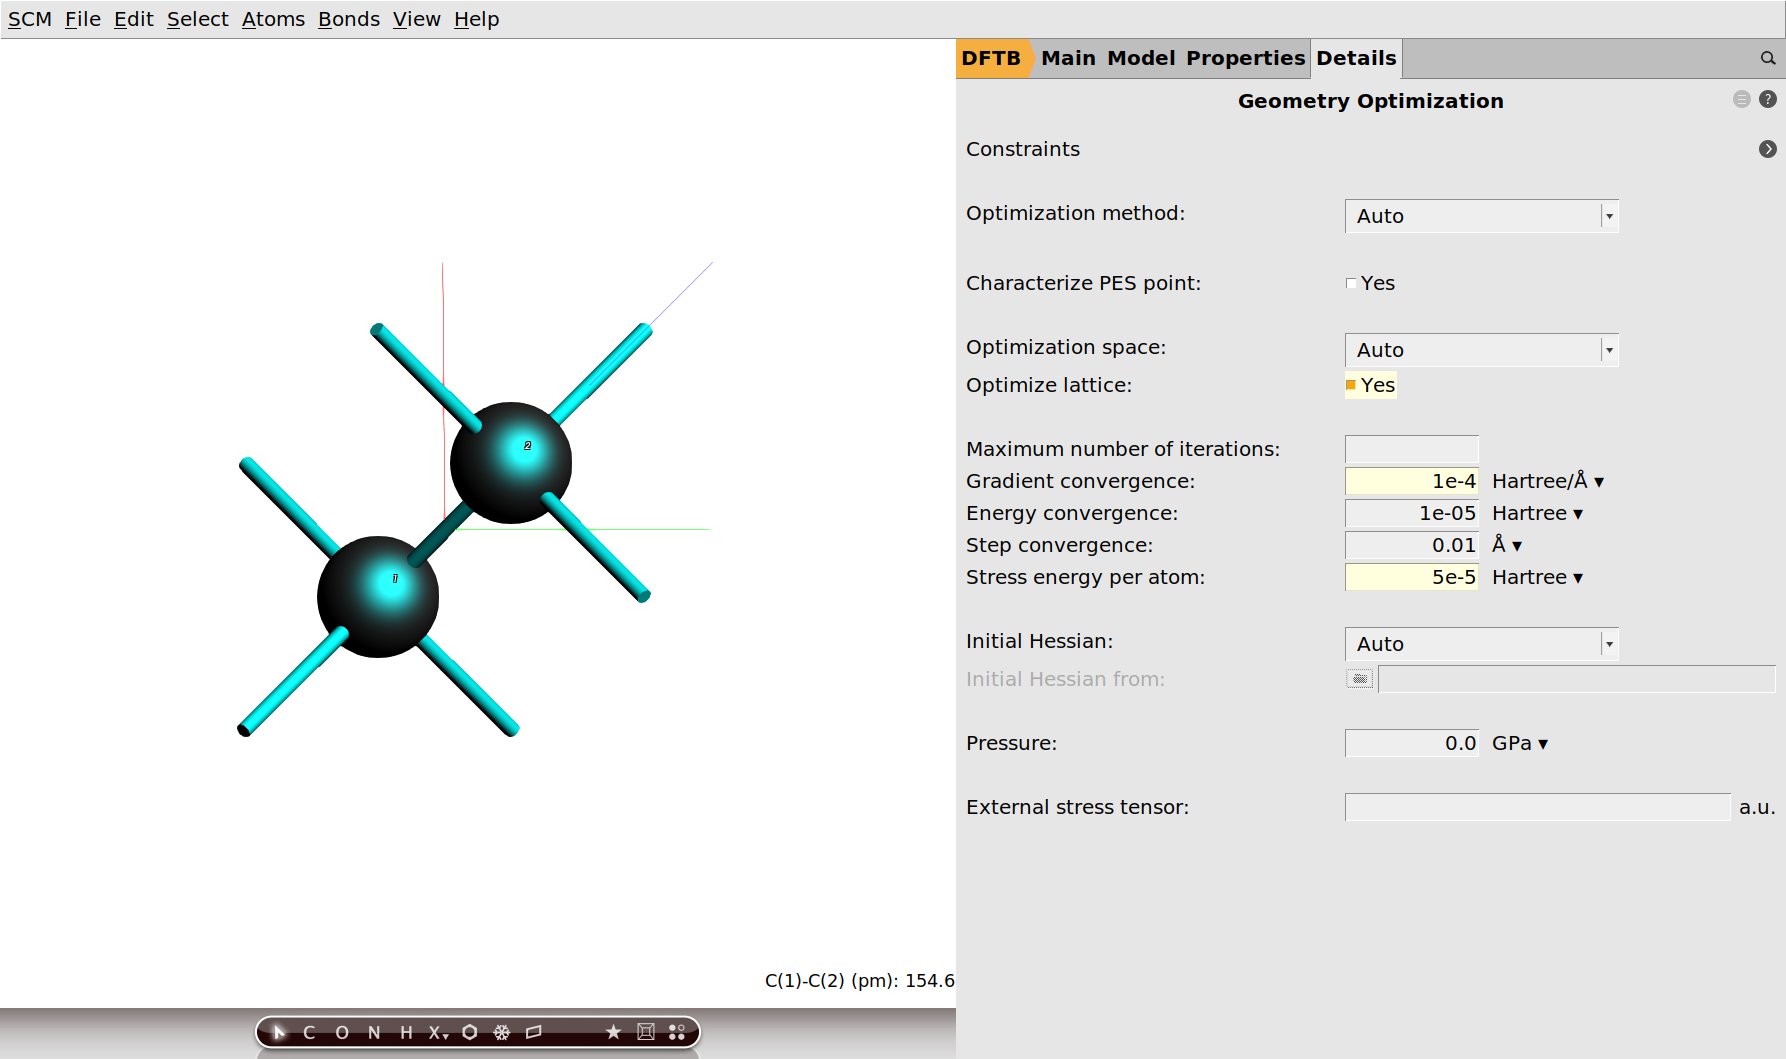 SCM File Edit Select Atoms Bonds View Help
DFTB Main Model Properties Details
Geometry Optimization
?
Constraints
Optimization method: Auto
Characterize PES point: Yes
Optimization space: Auto
Optimize lattice: Yes
Maximum number of iterations:
Gradient convergence: 1e-4 Hartree/Å
Energy convergence: 1e-05 Hartree
Step convergence: 0.01 Å
Stress energy per atom: 5e-5 Hartree
Initial Hessian: Auto
Initial Hessian from:
Pressure: 0.0 GPa
External stress tensor: a.u.
2
1
C(1)-C(2) (pm): 154.6
C O N H X